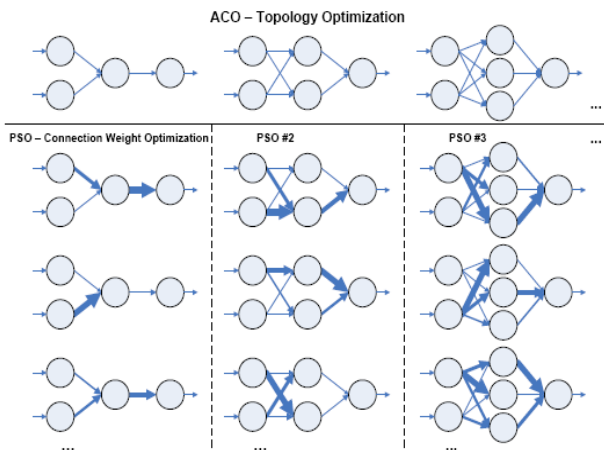 ACO – Topology Optimization
...
PSO – Connection Weight Optimization
PSO #2
PSO #3
...
...
...
...